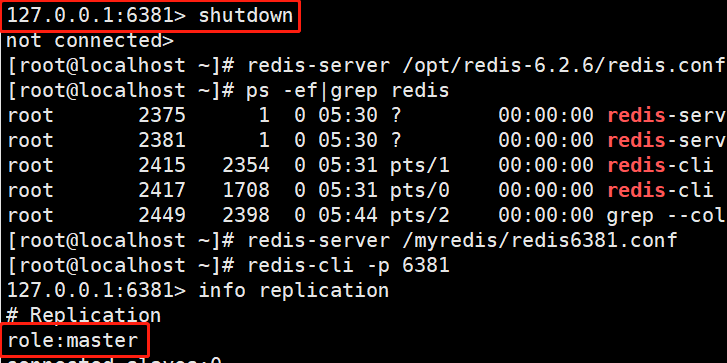 127.0.0.1:6381> shutdown
not connected>
[root@localhost ~]# redis-server /opt/redis-6.2.6/redis.conf
[root@localhost ~]# ps -ef|grep redis
root 2375 1 0 05:30 ? 00:00:00 redis-serv
root 2381 1 0 05:30 ? 00:00:00 redis-serv
root 2415 2354 0 05:31 pts/1 00:00:00 redis-cli
root 2417 1708 0 05:31 pts/0 00:00:00 redis-cli
root 2449 2398 0 05:44 pts/2 00:00:00 grep --col
[root@localhost ~]# redis-server /myredis/redis6381.conf
[root@localhost ~]# redis-cli -p 6381
127.0.0.1:6381> info replication
# Replication
role:master
connected_slaves:0